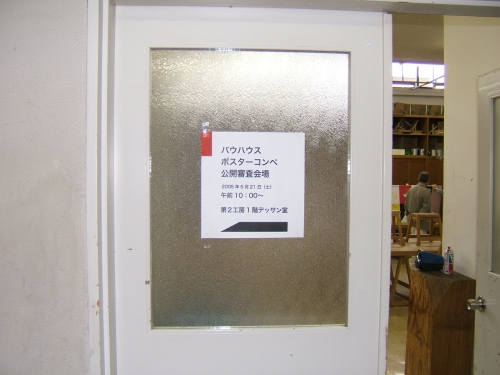 バウハウス
ポスターコンペ
公開審査会場
2005年5月21日（土）
午前10：00〜
第2工房1階デッサン室